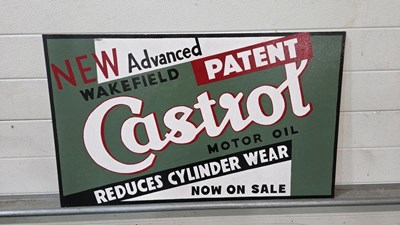 NEW Advanced
PATENT
WAKEFIELD
Castrol
MOTOR OIL
REDUCES CYLINDER WEAR
NOW ON SALE